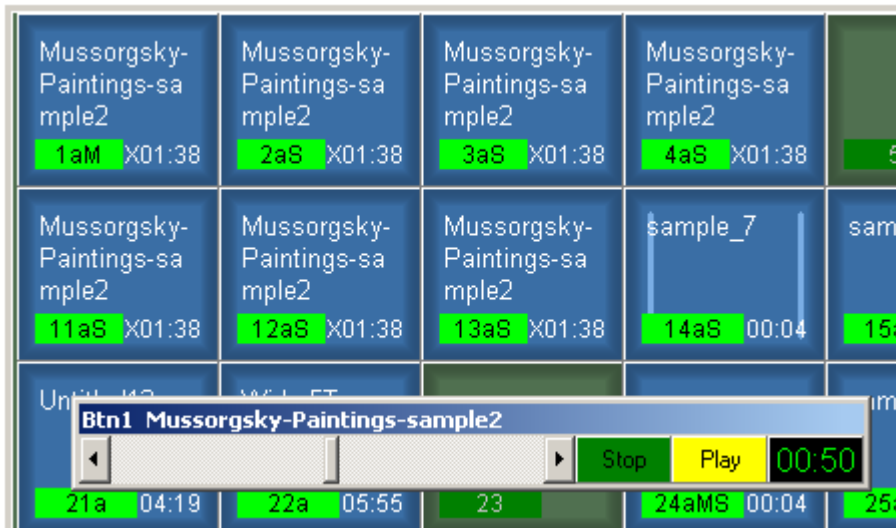 Mussorgsky-
Paintings-sa
mple2
1aM X01:38
Mussorgsky-
Paintings-sa
mple2
2aS X01:38
Mussorgsky-
Paintings-sa
mple2
3aS X01:38
Mussorgsky-
Paintings-sa
mple2
4aS X01:38
Mussorgsky-
Paintings-sa
mple2
11aS X01:38
Mussorgsky-
Paintings-sa
mple2
12aS X01:38
Mussorgsky-
Paintings-sa
mple2
13aS X01:38
sample_7
14aS 00:04
sam
Btn1 Mussorgsky-Paintings-sample2
Stop Play 00:50
21a 04:19
22a 05:55
23
24aMS 00:04